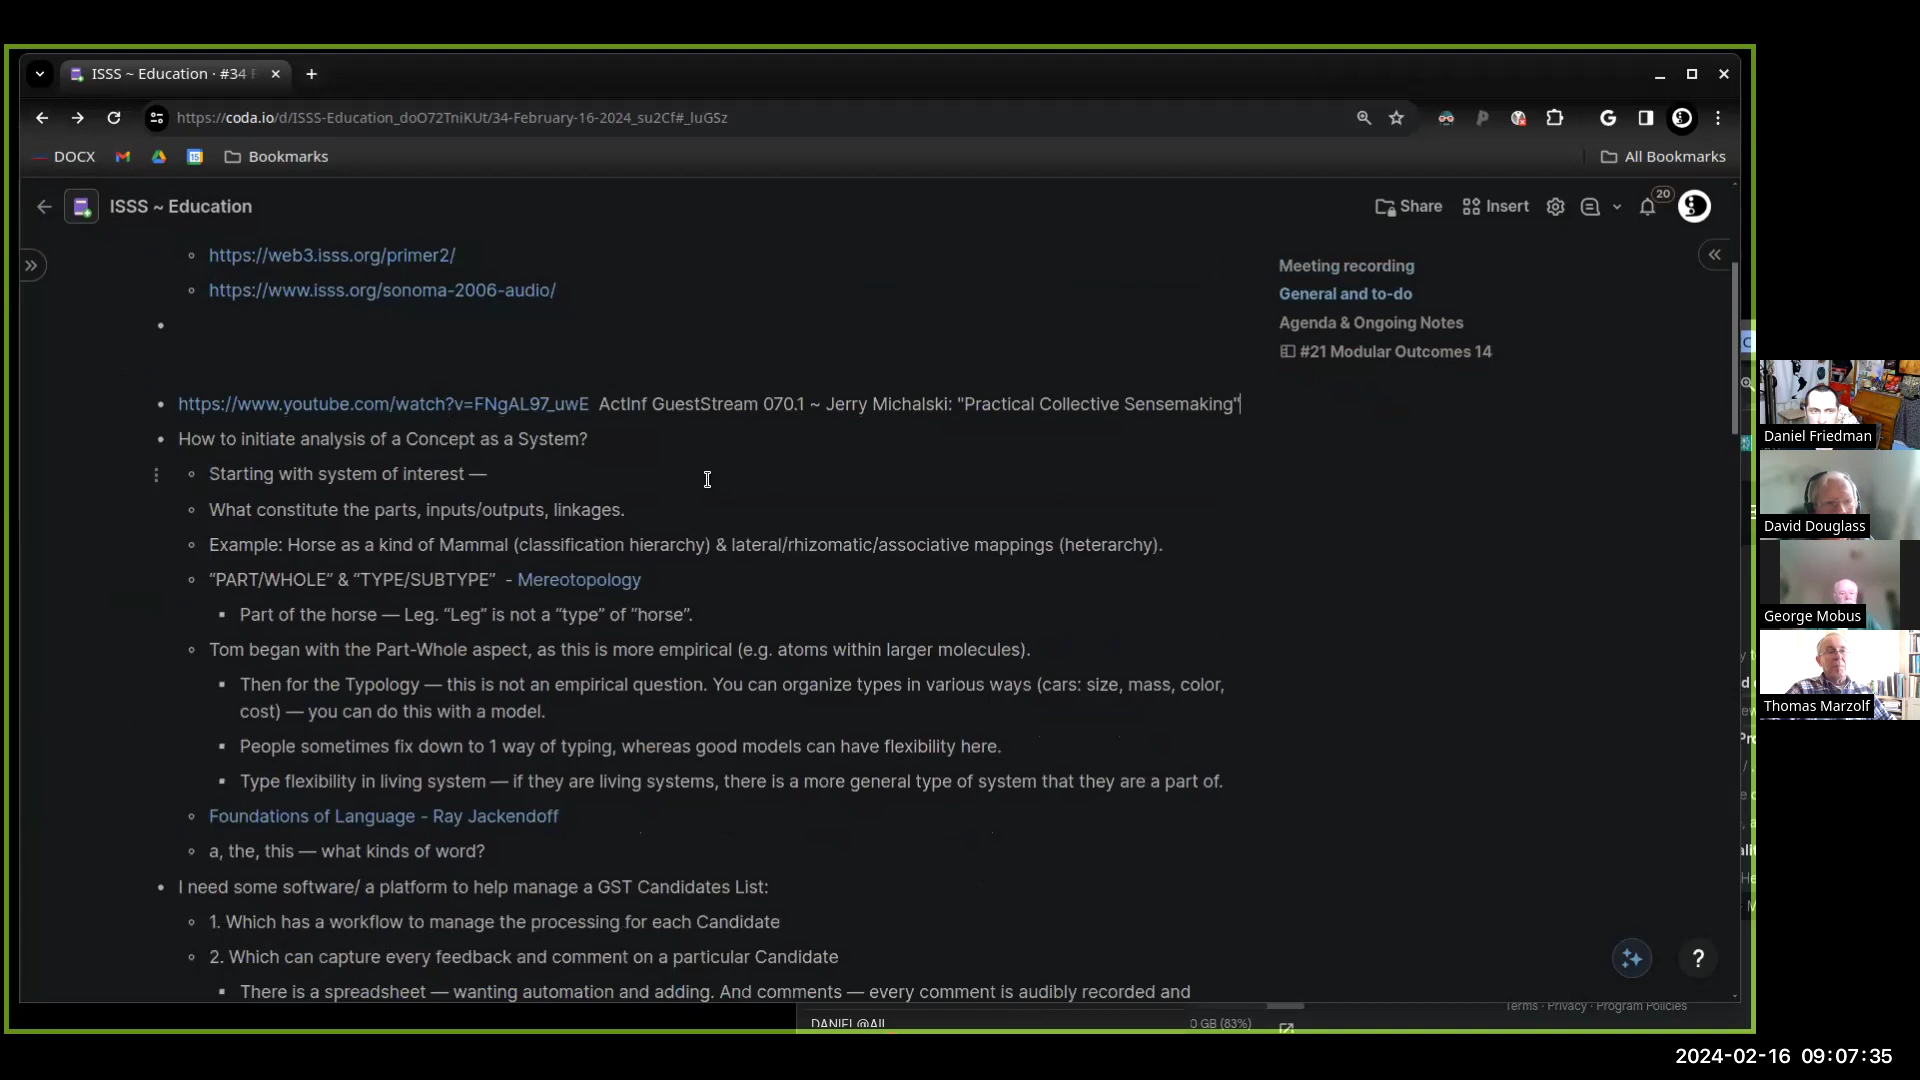 ISSS ~ Education · #34 F
https://coda.io/d/ISSS-Education_doO72TniKUt/34-February-16-2024_su2Cf#_luGSz
DOCX
15
Bookmarks
All Bookmarks
ISSS ~ Education
Share
Insert
20
https://web3.isss.org/primer2/
https://www.isss.org/sonoma-2006-audio/
Meeting recording
General and to-do
Agenda & Ongoing Notes
#21 Modular Outcomes 14
https://www.youtube.com/watch?v=FNgAL97_uwE ActInf GuestStream 070.1 ~ Jerry Michalski: "Practical Collective Sensemaking"
How to initiate analysis of a Concept as a System?
Starting with system of interest —
What constitute the parts, inputs/outputs, linkages.
Example: Horse as a kind of Mammal (classification hierarchy) & lateral/rhizomatic/associative mappings (heterarchy).
“PART/WHOLE” & “TYPE/SUBTYPE” - Mereotopology
Part of the horse — Leg. “Leg” is not a “type” of “horse”.
Tom began with the Part-Whole aspect, as this is more empirical (e.g. atoms within larger molecules).
Then for the Typology — this is not an empirical question. You can organize types in various ways (cars: size, mass, color,
cost) — you can do this with a model.
People sometimes fix down to 1 way of typing, whereas good models can have flexibility here.
Type flexibility in living system — if they are living systems, there is a more general type of system that they are a part of.
Foundations of Language - Ray Jackendoff
a, the, this — what kinds of word?
I need some software/ a platform to help manage a GST Candidates List:
1. Which has a workflow to manage the processing for each Candidate
2. Which can capture every feedback and comment on a particular Candidate
There is a spreadsheet — wanting automation and adding. And comments — every comment is audibly recorded and
?
Terms · Privacy · Program Policies
DANIEL@AII
0 GB (83%)
Daniel Friedman
David Douglass
George Mobus
Thomas Marzolf
2024-02-16 09:07:35